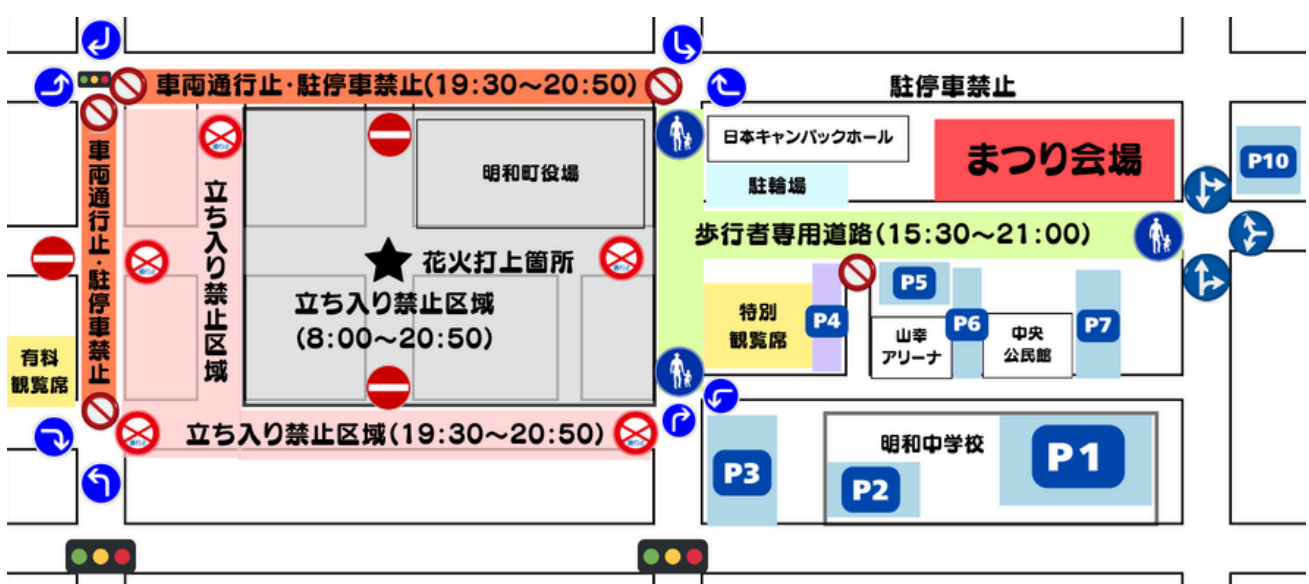 車両通行止・駐停車禁止(19:30～20:50)
駐停車禁止
日本キャンパックホール
まつり会場
P10
明和町役場
駐輪場
車両通行止・駐停車禁止
立ち入り禁止区域
歩行者専用道路(15:30～21:00)
花火打上箇所
立ち入り禁止区域
(8:00～20:50)
特別
観覧席
P4
P5
山幸
アリーナ
P6
中央
公民館
P7
有料
観覧席
立ち入り禁止区域(19:30～20:50)
P3
明和中学校
P2
P1